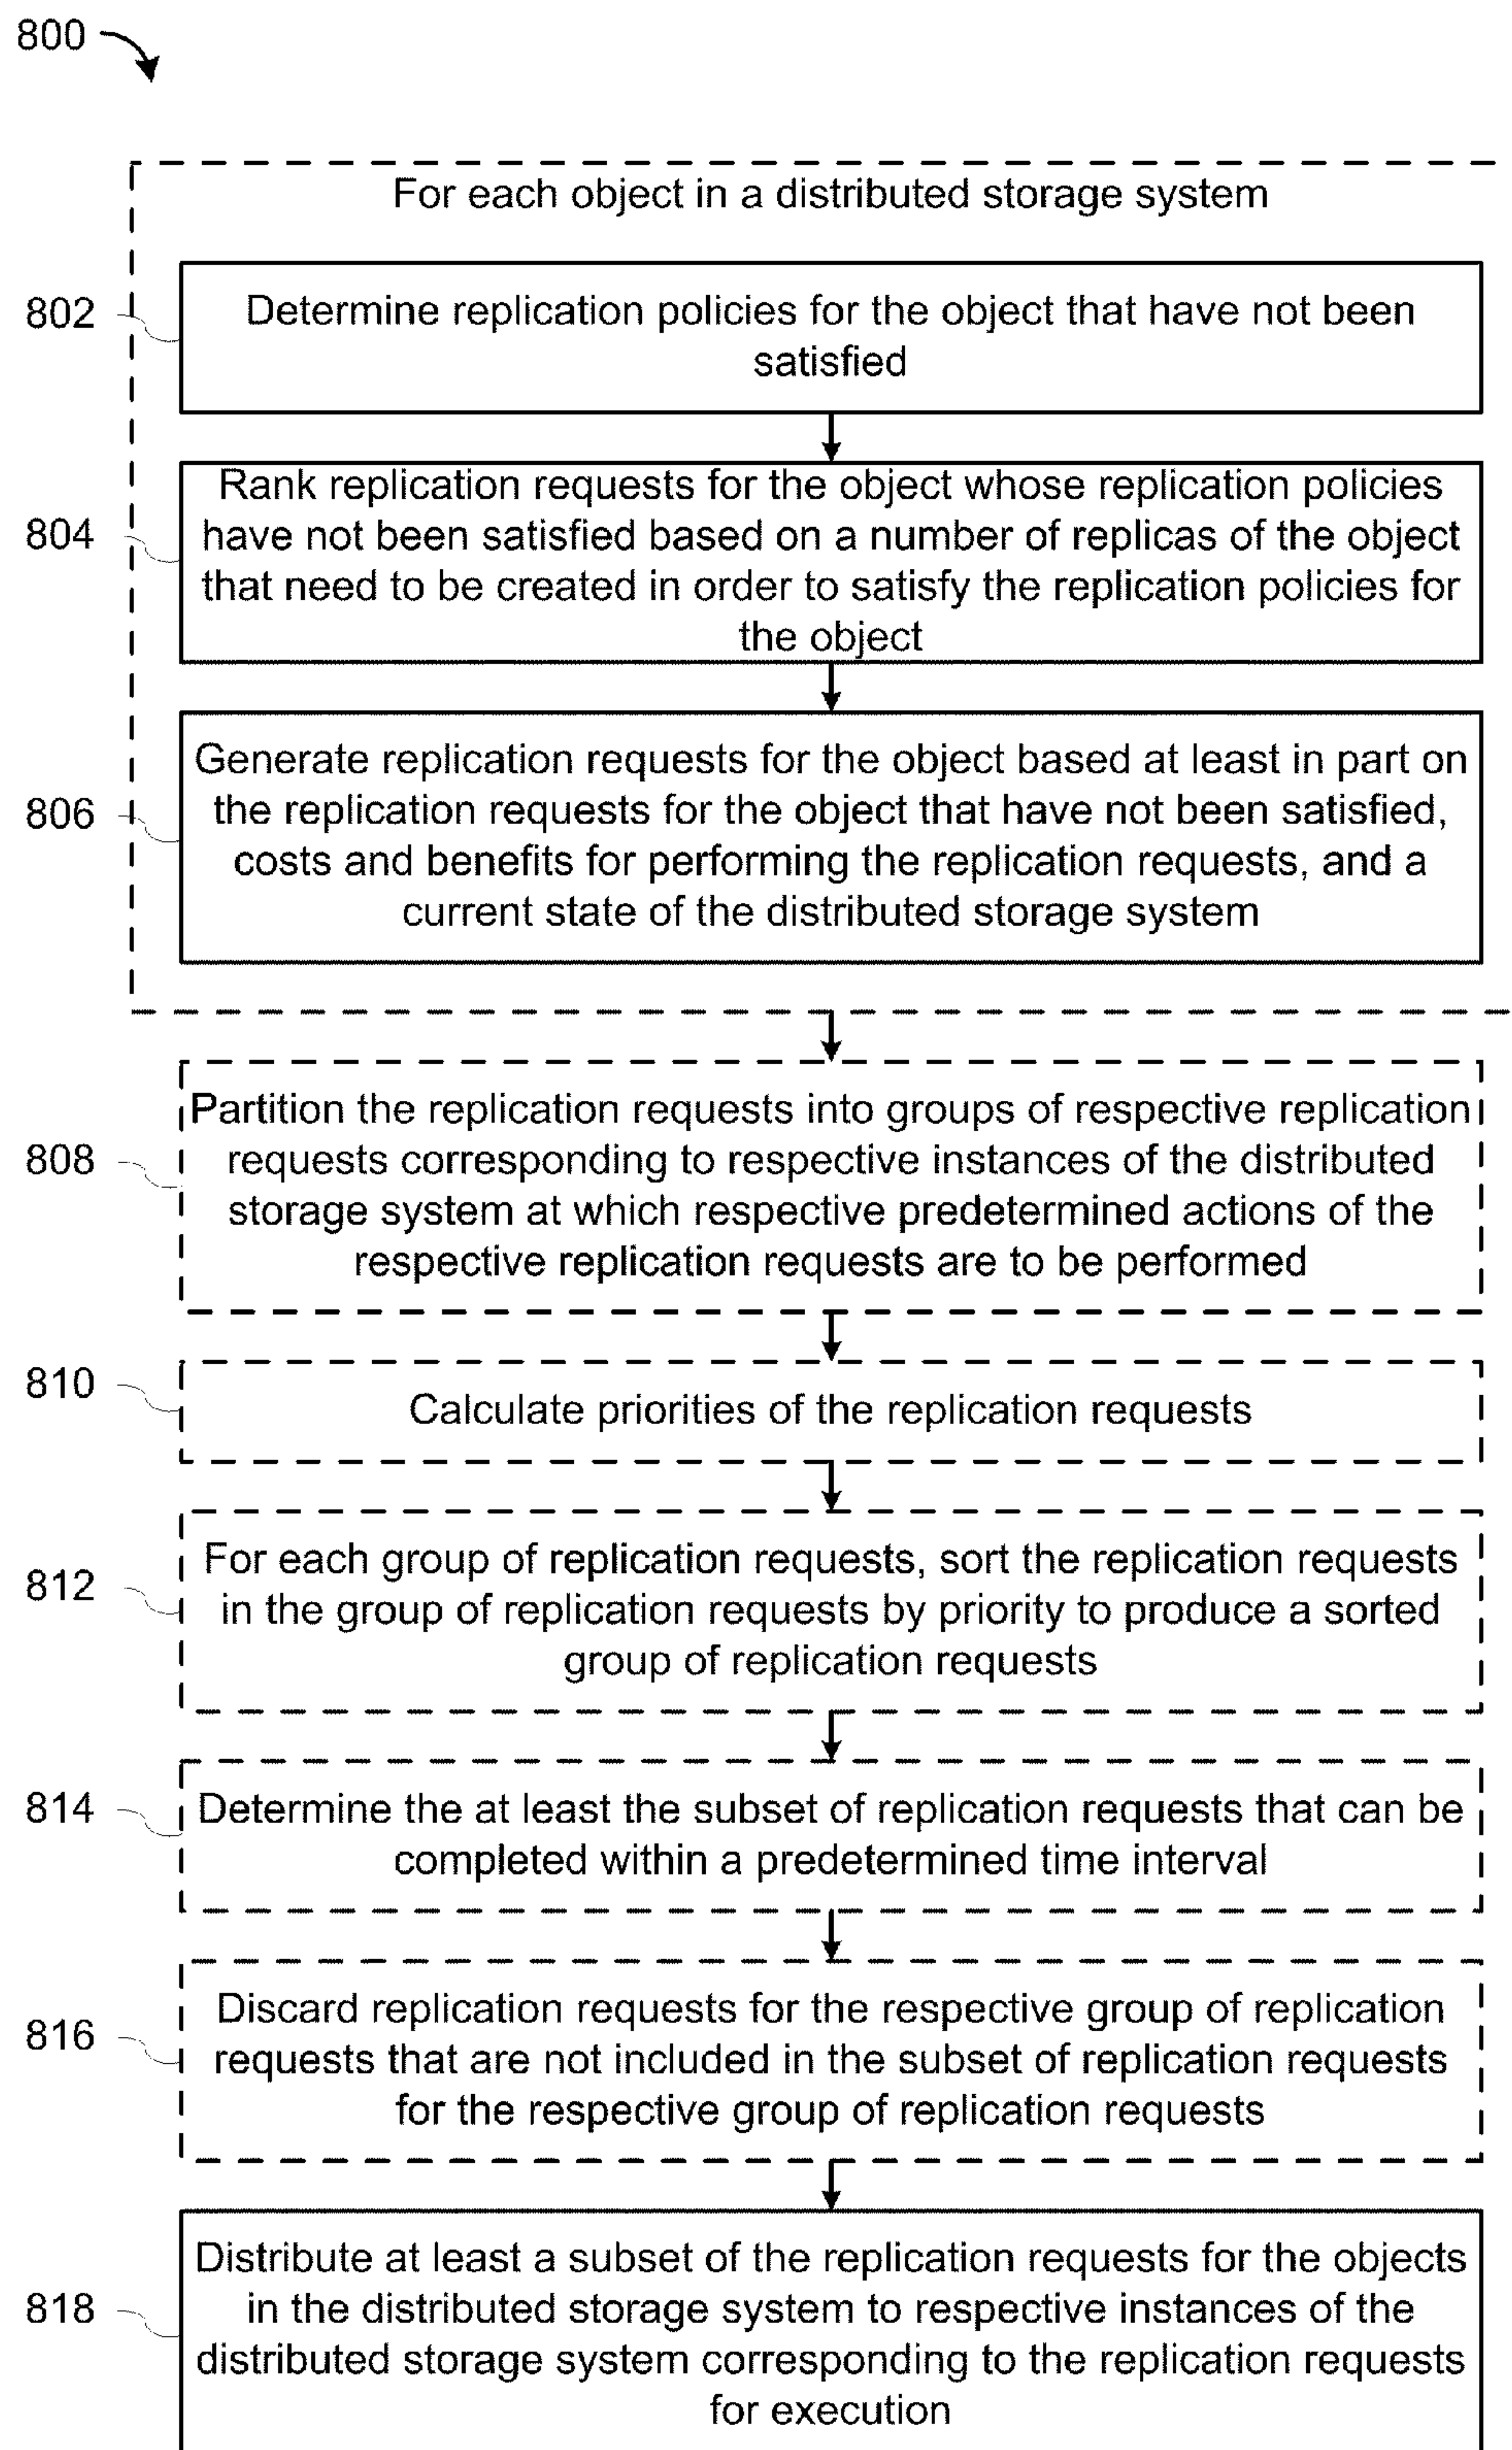 800
For each object in a distributed storage system
802
Determine replication policies for the object that have not been
satisfied
804
Rank replication requests for the object whose replication policies
have not been satisfied based on a number of replicas of the object
that need to be created in order to satisfy the replication policies for
the object
806
Generate replication requests for the object based at least in part on
the replication requests for the object that have not been satisfied,
costs and benefits for performing the replication requests, and a
current state of the distributed storage system
808
Partition the replication requests into groups of respective replication
requests corresponding to respective instances of the distributed
storage system at which respective predetermined actions of the
respective replication requests are to be performed
810
Calculate priorities of the replication requests
812
For each group of replication requests, sort the replication requests
in the group of replication requests by priority to produce a sorted
group of replication requests
814
Determine the at least the subset of replication requests that can be
completed within a predetermined time interval
816
Discard replication requests for the respective group of replication
requests that are not included in the subset of replication requests
for the respective group of replication requests
818
Distribute at least a subset of the replication requests for the objects
in the distributed storage system to respective instances of the
distributed storage system corresponding to the replication requests
for execution